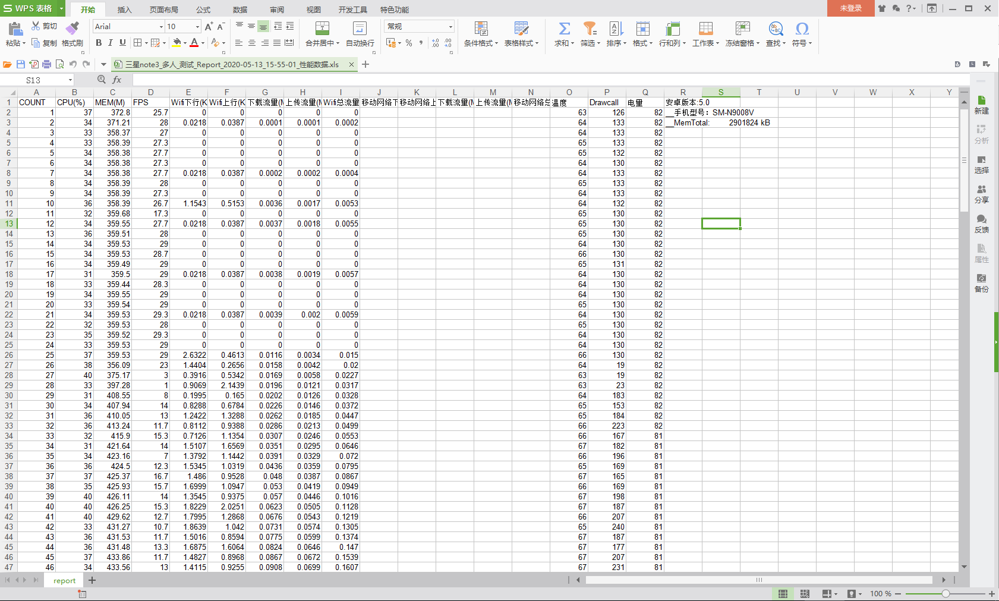 WPS 表格 开始 插入 页面布局 公式 数据 审阅 视图 开发工具 特色功能 未登录
粘贴 剪切 复制 格式刷 Arial 10 A+ A- B I U A 合并居中 自动换行 常规 % 条件格式 表格样式 求和 筛选 排序 格式 行和列 工作表 冻结窗格 查找 符号
三星note3_多人_测试_Report_2020-05-13_15-55-01_性能数据.xls
S13 fx
A B C D E F G H I J K L M N O P Q R S T U V W X Y
1 COUNT CPU(%) MEM(M) FPS Wifi下行(K Wifi上行(K 下载流量(M 上传流量(M Wifi总流量 移动网络下 移动网络上 下载流量(M 上传流量(M 移动网络总 温度 Drawcall 电量 安卓版本:5.0
2 1 37 372.8 25.7 0 0 0 0 0 63 126 82 __手机型号：SM-N9008V
3 2 34 371.21 28 0.0218 0.0387 0.0001 0.0001 0.0002 64 133 82 __MemTotal: 2901824 kB
4 3 33 358.37 27 0 0 0 0 0 64 133 82
5 4 33 358.39 27.3 0 0 0 0 0 65 133 82
6 5 34 358.38 27.7 0 0 0 0 0 65 132 82
7 6 34 358.38 27.3 0 0 0 0 0 64 130 82
8 7 34 358.38 27.7 0.0218 0.0387 0.0002 0.0002 0.0004 64 133 82
9 8 34 358.39 28 0 0 0 0 0 65 133 82
10 9 34 358.39 27.3 0 0 0 0 0 64 133 82
11 10 36 358.39 26.7 1.1543 0.5153 0.0036 0.0017 0.0053 64 132 82
12 11 32 359.68 17.3 0 0 0 0 0 65 130 82
13 12 34 359.55 27.7 0.0218 0.0387 0.0037 0.0018 0.0055 65 130 82
14 13 36 359.51 28 0 0 0 0 0 65 130 82
15 14 34 359.53 29 0 0 0 0 0 64 130 82
16 15 34 359.53 28.7 0 0 0 0 0 66 130 82
17 16 34 359.49 29 0 0 0 0 0 65 131 82
18 17 31 359.5 29 0.0218 0.0387 0.0038 0.0019 0.0057 64 130 82
19 18 33 359.44 28.3 0 0 0 0 0 64 130 82
20 19 34 359.55 29 0 0 0 0 0 64 130 82
21 20 33 359.54 29 0 0 0 0 0 65 130 82
22 21 34 359.53 29.3 0.0218 0.0387 0.0039 0.002 0.0059 64 130 82
23 22 32 359.53 28 0 0 0 0 0 65 130 82
24 23 35 359.52 29.3 0 0 0 0 0 64 130 82
25 24 33 359.53 29 0 0 0 0 0 64 130 82
26 25 37 359.53 29 2.6322 0.4613 0.0116 0.0034 0.015 66 130 82
27 26 38 356.09 23 1.4404 0.2656 0.0158 0.0042 0.02 64 19 82
28 27 40 375.17 3 0.3916 0.5342 0.0169 0.0058 0.0227 63 19 82
29 28 33 397.28 1 0.9069 2.1439 0.0196 0.0121 0.0317 63 23 82
30 29 31 408.55 8 0.1995 0.165 0.0202 0.0126 0.0328 64 183 82
31 30 34 407.94 14 0.8288 0.6784 0.0226 0.0146 0.0372 65 153 82
32 31 36 410.05 13 1.2422 1.3288 0.0262 0.0185 0.0447 65 184 82
33 32 36 413.24 11.7 0.8112 0.9388 0.0286 0.0213 0.0499 66 223 82
34 33 32 415.9 15.3 0.7126 1.1354 0.0307 0.0246 0.0553 66 167 81
35 34 31 421.64 14 1.5107 1.6569 0.0351 0.0295 0.0646 67 182 81
36 35 34 423.16 7 1.3792 1.1442 0.0391 0.0329 0.072 66 196 81
37 36 36 424.5 12.3 1.5345 1.0319 0.0436 0.0359 0.0795 65 169 81
38 37 37 425.37 16.7 1.486 0.9528 0.048 0.0387 0.0867 67 165 81
39 38 35 425.93 15.7 1.6999 1.0947 0.053 0.0419 0.0949 66 169 81
40 39 40 426.11 14 1.3545 0.9375 0.057 0.0446 0.1016 67 198 81
41 40 40 426.25 15.3 1.8229 2.0251 0.0623 0.0505 0.1128 67 187 81
42 41 40 429.62 12.7 1.7995 1.2868 0.0676 0.0543 0.1219 66 207 81
43 42 33 431.27 10.7 1.8639 1.042 0.0731 0.0574 0.1305 65 240 81
44 43 36 431.53 11.7 1.5016 0.8594 0.0775 0.0599 0.1374 67 187 81
45 44 36 431.48 13.3 1.6875 1.6064 0.0824 0.0646 0.147 67 177 81
46 45 37 433.86 11.7 1.4827 0.8968 0.0867 0.0672 0.1539 67 207 81
47 46 34 433.56 13 1.4115 0.9255 0.0908 0.0699 0.1607 67 231 81
新建
分析
选择
分享
反馈
属性
备份
report
100 %